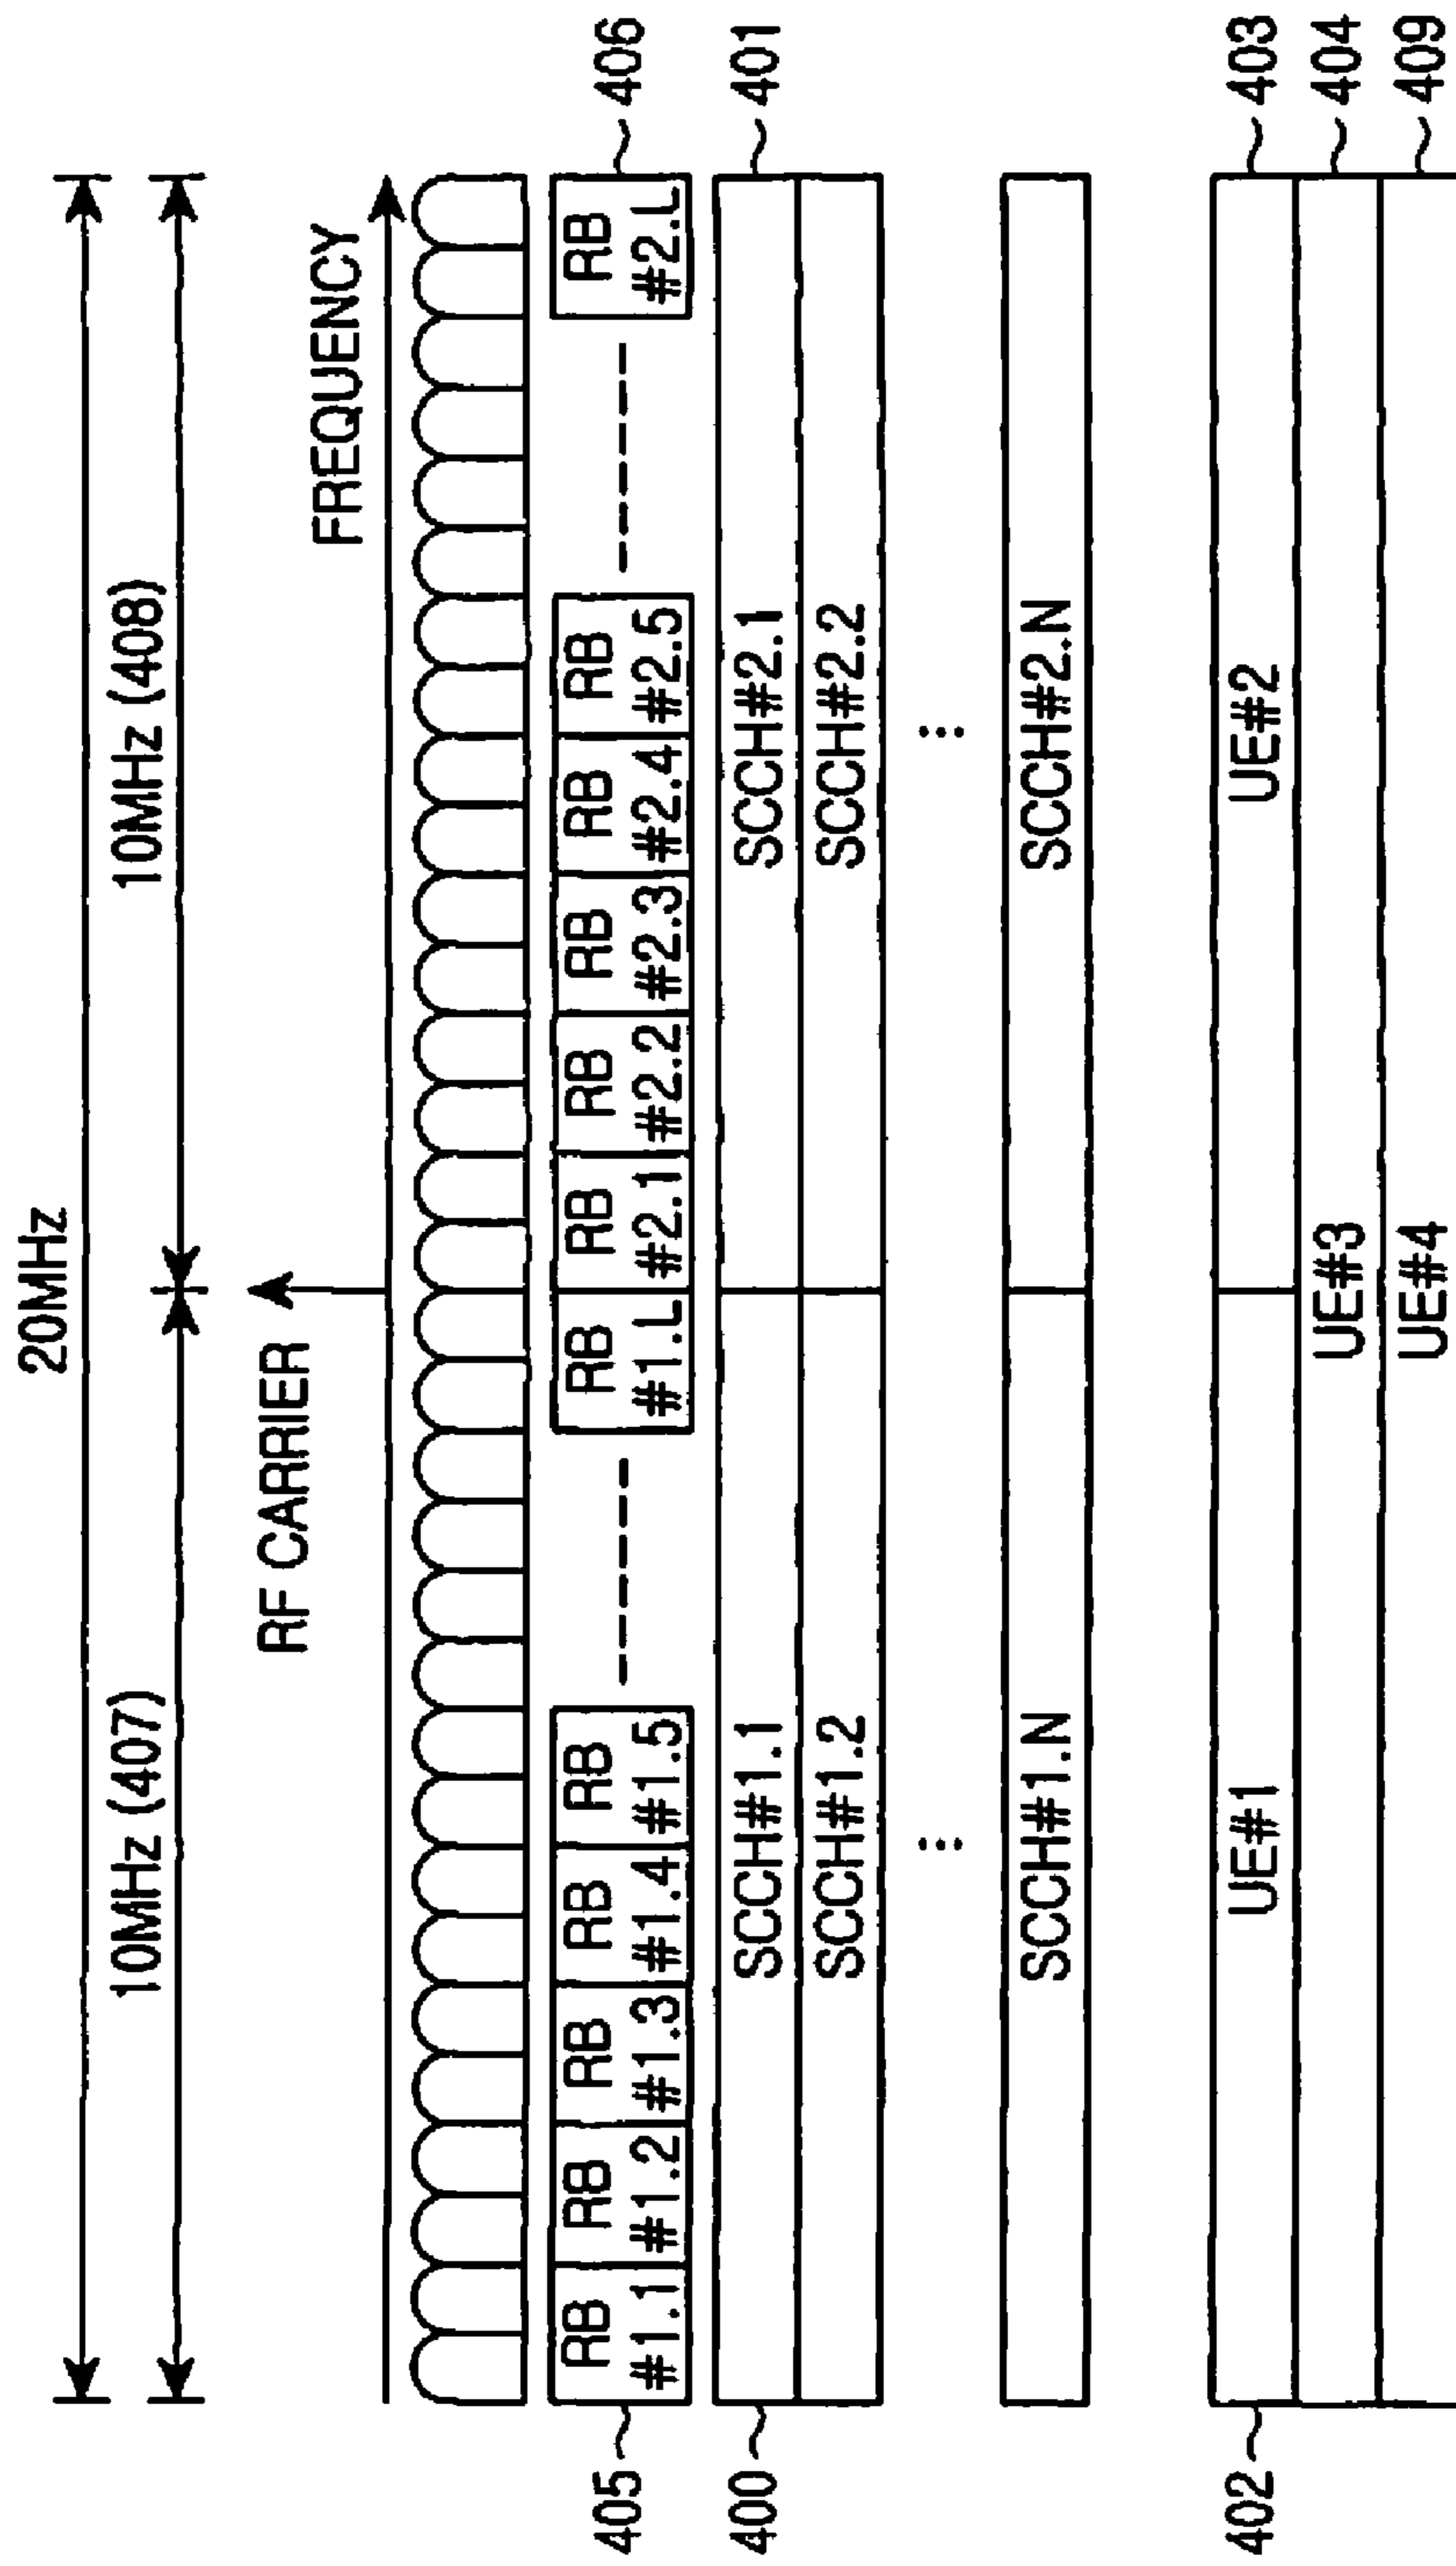 20MHz
10MHz (407)
10MHz (408)
RF CARRIER
FREQUENCY
405
RB #1.1
RB #1.2
RB #1.3
RB #1.4
RB #1.5
RB #1.L
RB #2.1
RB #2.2
RB #2.3
RB #2.4
RB #2.5
RB #2.L
406
400
SCCH#1.1
SCCH#2.1
401
SCCH#1.2
SCCH#2.2
SCCH#1.N
SCCH#2.N
402
UE#1
UE#2
403
UE#3
404
UE#4
409